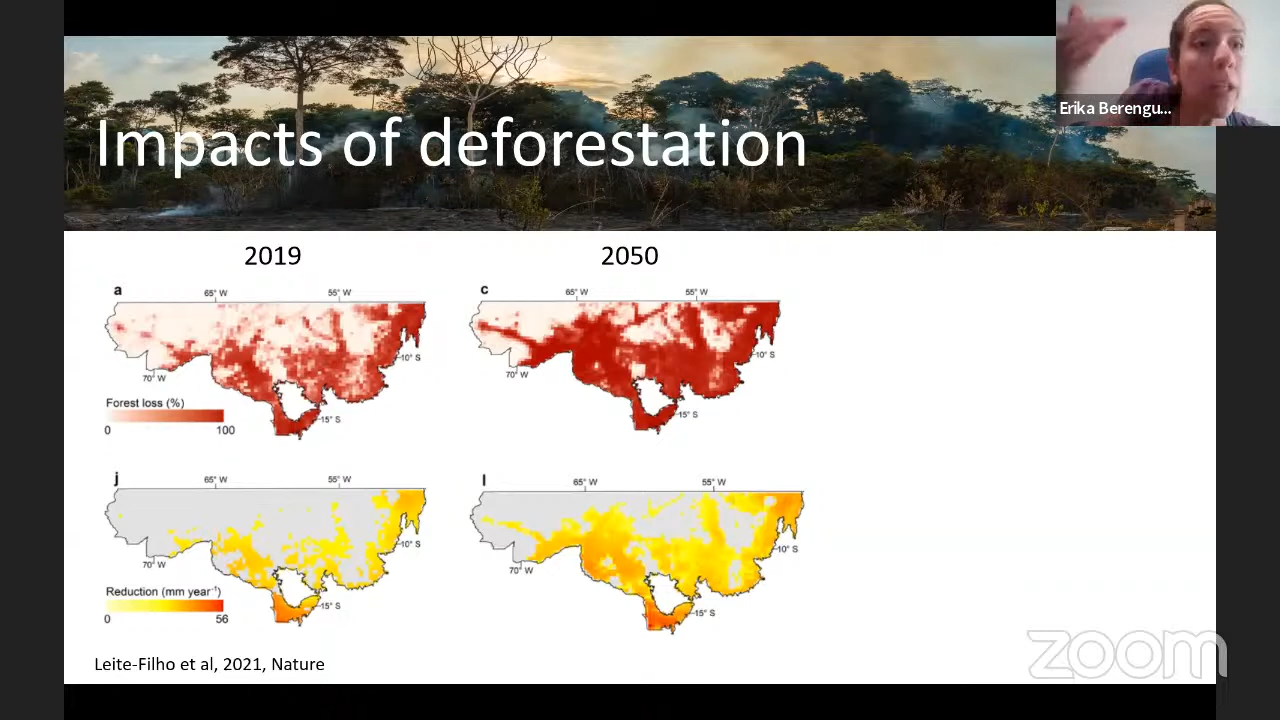 Erika Berengu...
Impacts of deforestation
2019
2050
a
65° W
55° W
10° S
70° W
15° S
Forest loss (%)
0
100
c
65° W
55° W
10° S
70° W
15° S
j
65° W
55° W
10° S
70° W
15° S
Reduction (mm year⁻¹)
0
56
l
65° W
55° W
10° S
70° W
15° S
Leite-Filho et al, 2021, Nature
zoom